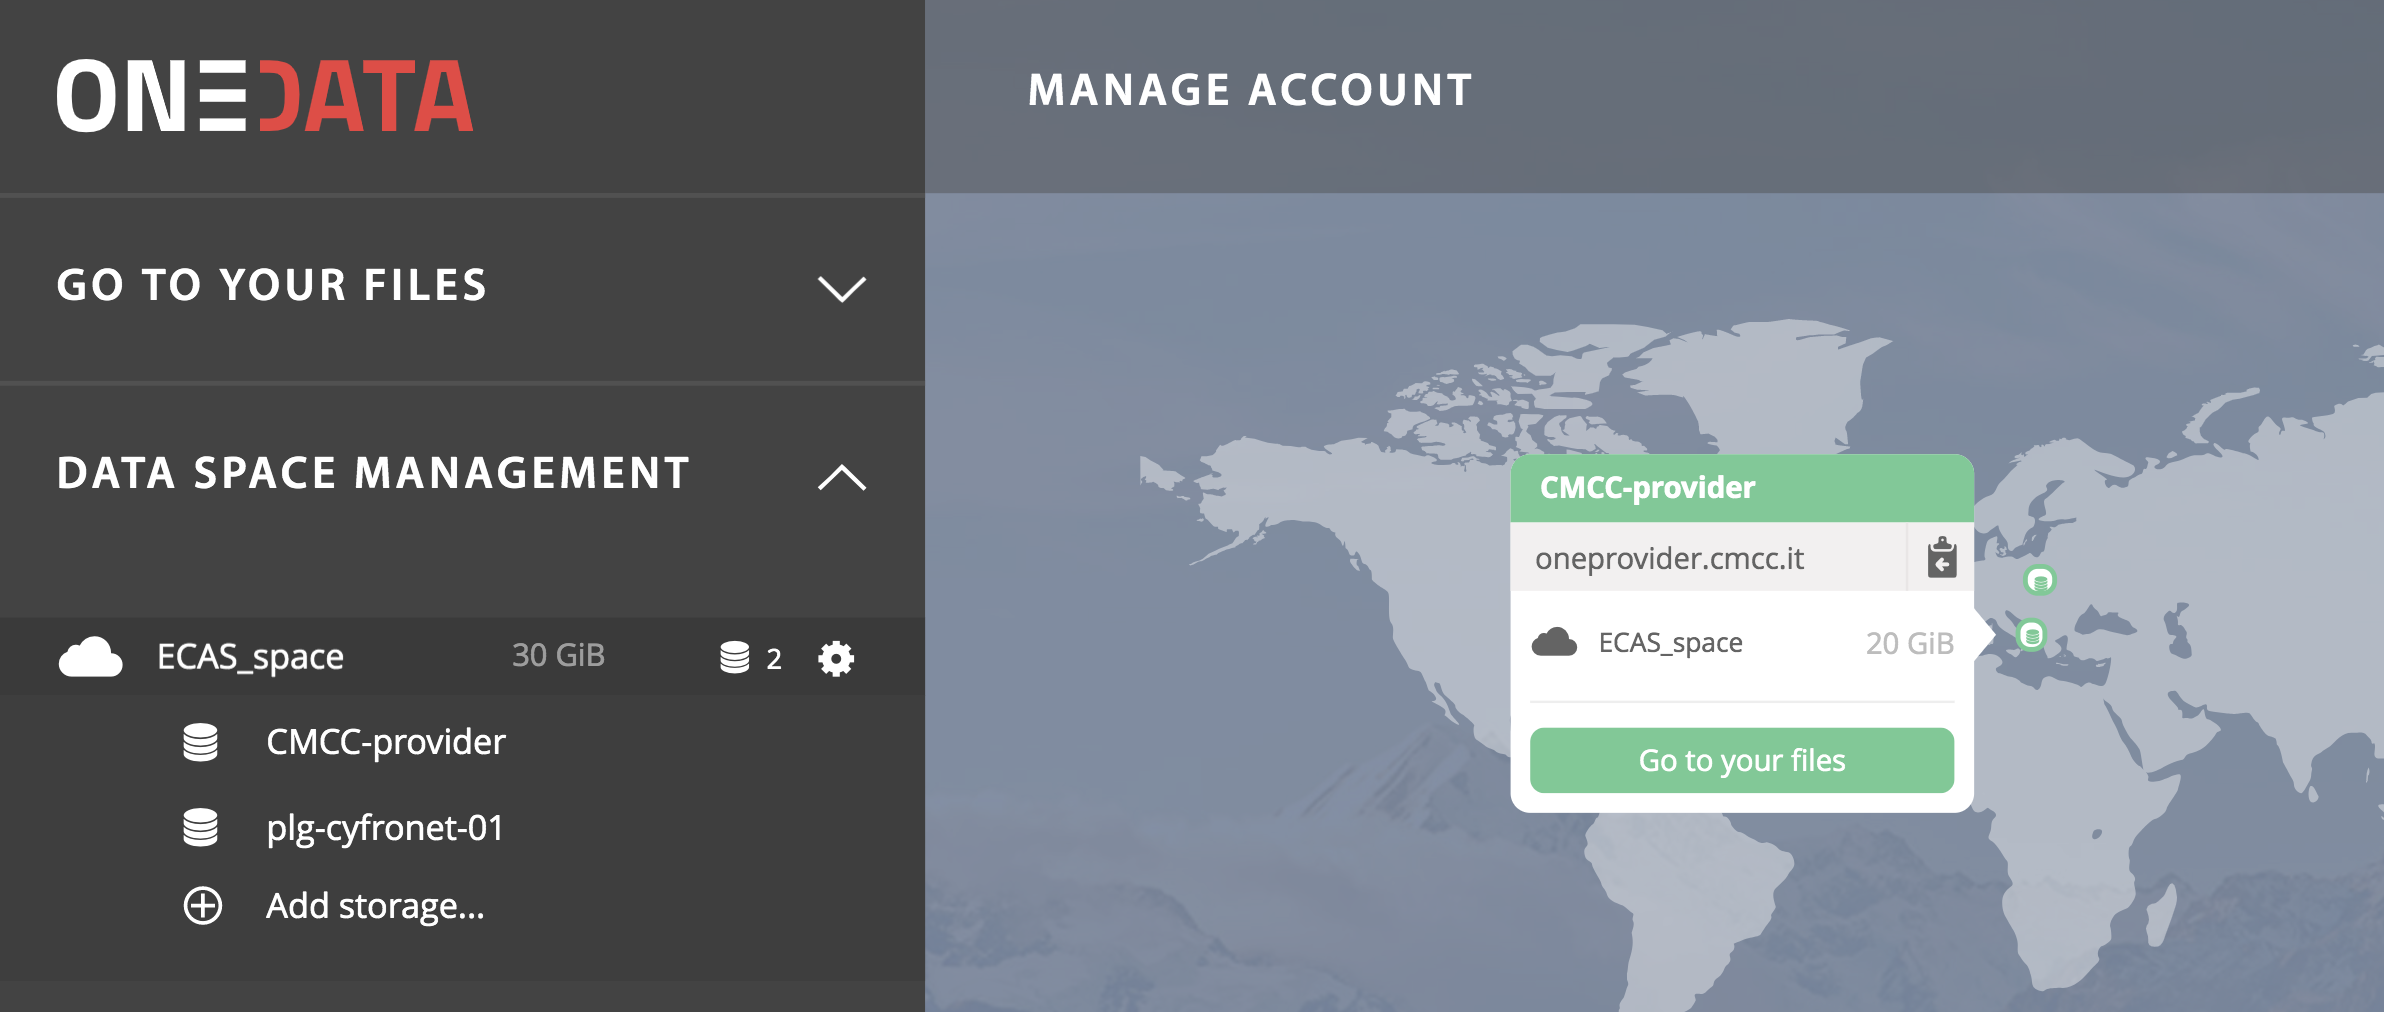 ONEDATA
MANAGE ACCOUNT
GO TO YOUR FILES
DATA SPACE MANAGEMENT
ECAS_space 30 GiB 2
CMCC-provider
plg-cyfronet-01
Add storage...
CMCC-provider
oneprovider.cmcc.it
ECAS_space 20 GiB
Go to your files